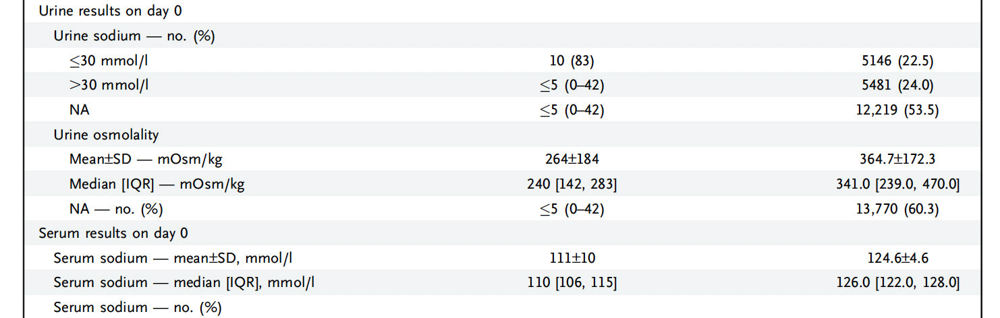 Urine results on day 0
Urine sodium — no. (%)
≤30 mmol/l 10 (83) 5146 (22.5)
>30 mmol/l ≤5 (0–42) 5481 (24.0)
NA ≤5 (0–42) 12,219 (53.5)
Urine osmolality
Mean±SD — mOsm/kg 264±184 364.7±172.3
Median [IQR] — mOsm/kg 240 [142, 283] 341.0 [239.0, 470.0]
NA — no. (%) ≤5 (0–42) 13,770 (60.3)
Serum results on day 0
Serum sodium — mean±SD, mmol/l 111±10 124.6±4.6
Serum sodium — median [IQR], mmol/l 110 [106, 115] 126.0 [122.0, 128.0]
Serum sodium — no. (%)